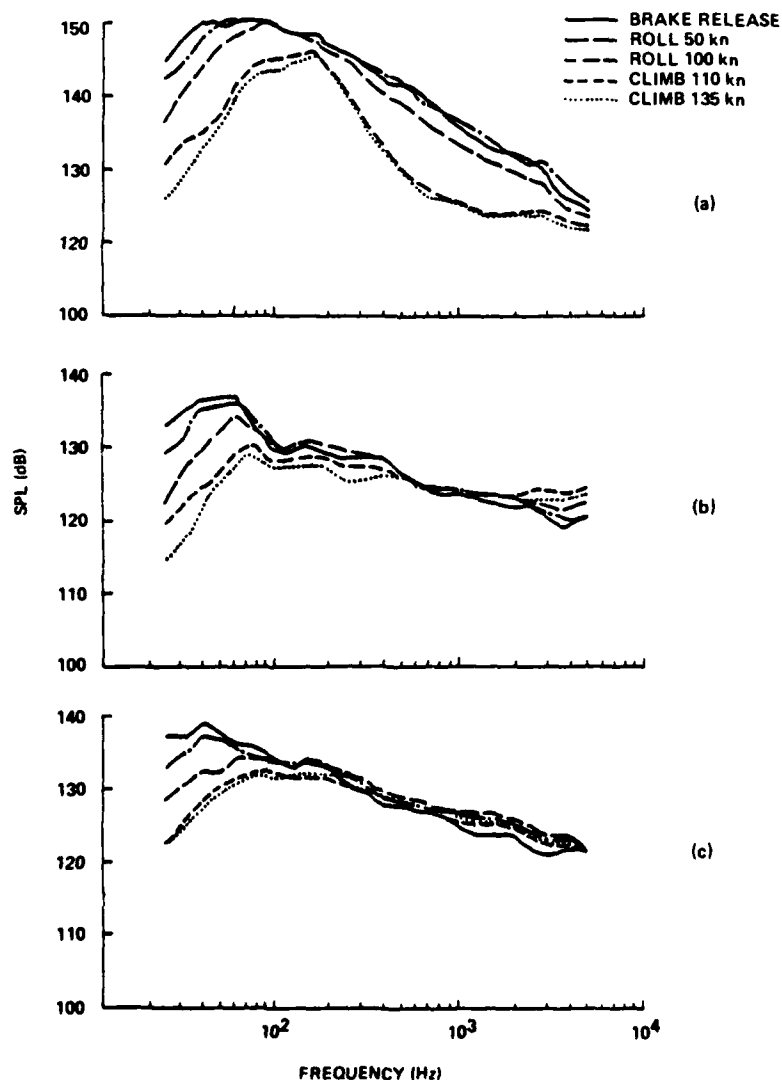 BRAKE RELEASE
ROLL 50 kn
ROLL 100 kn
CLIMB 110 kn
CLIMB 135 kn
150
140
130
120
100
(a)
140
130
120
110
100
(b)
SPL (dB)
140
130
120
110
100
(c)
10² 10³ 10⁴
FREQUENCY (Hz)